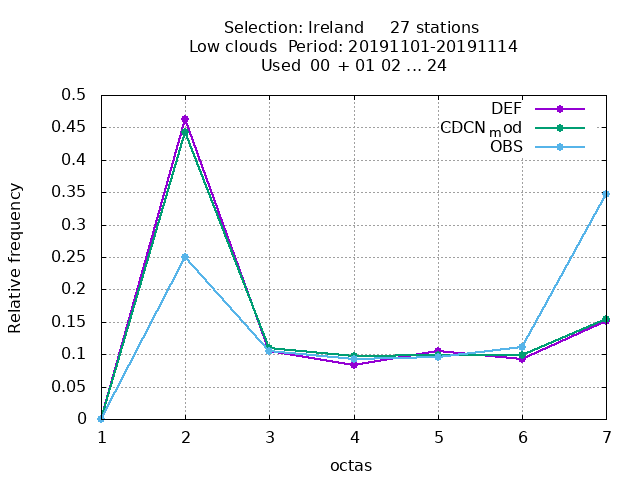 Selection: Ireland 27 stations
Low clouds Period: 20191101-20191114
Used 00 + 01 02 ... 24
0.5
0.45
0.4
0.35
0.3
0.25
0.2
0.15
0.1
0.05
0
Relative frequency
DEF
CDCNmod
OBS
1 2 3 4 5 6 7
octas